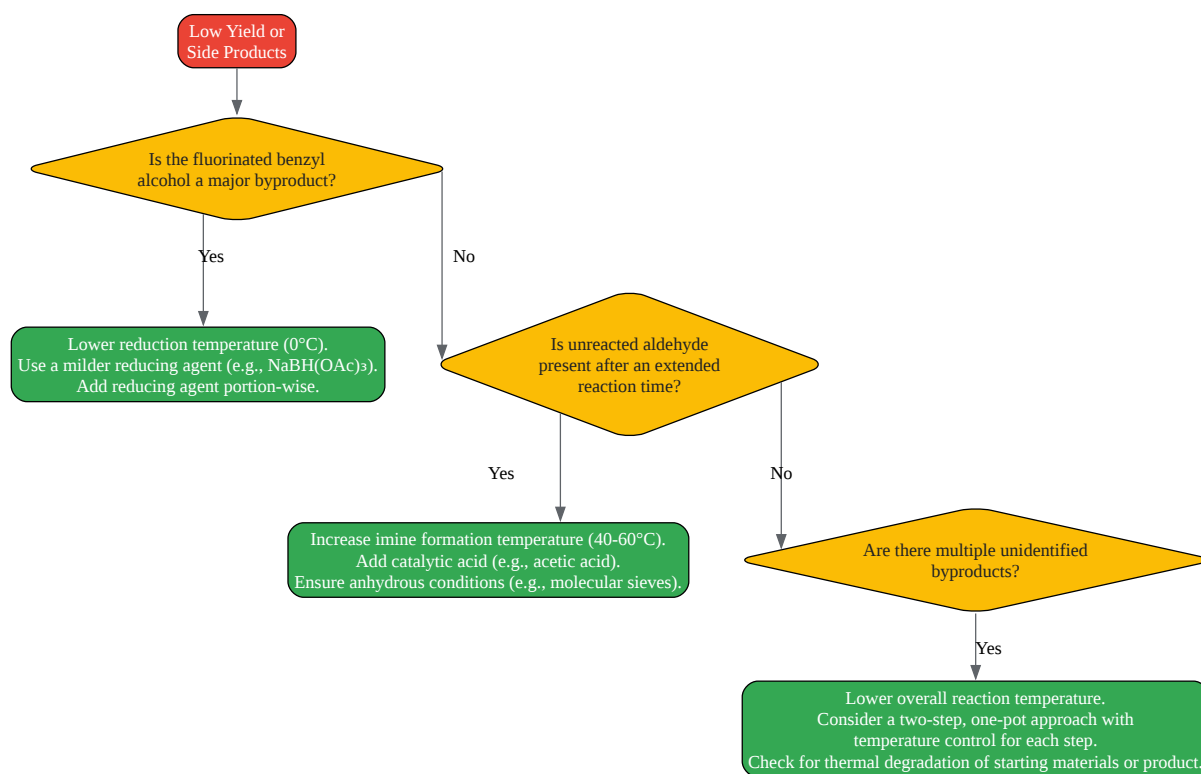 Low Yield or
Side Products
Is the fluorinated benzyl
alcohol a major byproduct?
Yes
No
Lower reduction temperature (0°C).
Use a milder reducing agent (e.g., NaBH(OAc)₃).
Add reducing agent portion-wise.
Is unreacted aldehyde
present after an extended
reaction time?
Yes
No
Increase imine formation temperature (40-60°C).
Add catalytic acid (e.g., acetic acid).
Ensure anhydrous conditions (e.g., molecular sieves).
Are there multiple unidentified
byproducts?
Yes
Lower overall reaction temperature.
Consider a two-step, one-pot approach with
temperature control for each step.
Check for thermal degradation of starting materials or product.